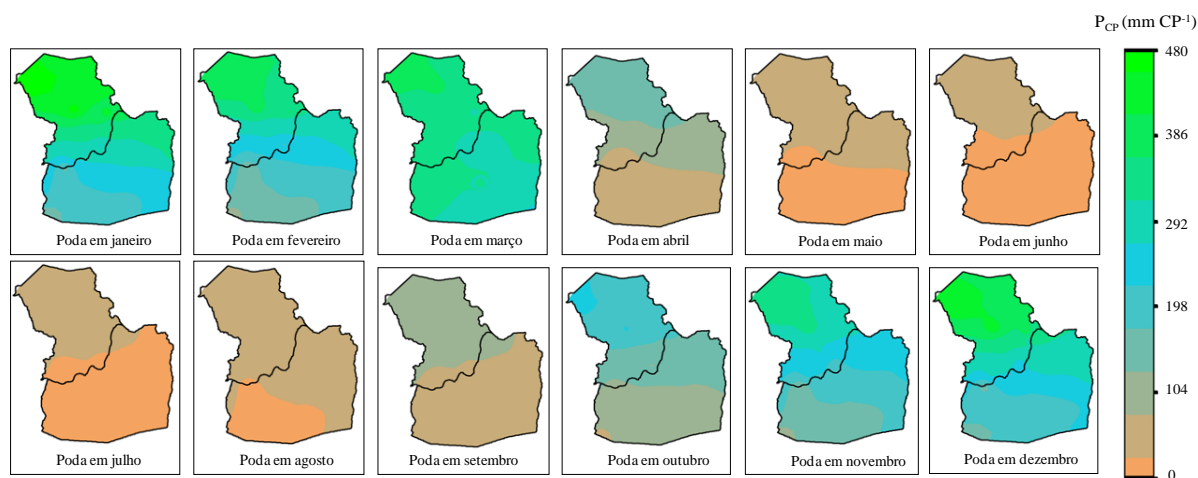 P_CP (mm CP⁻¹)
480
386
292
198
104
0
Poda em janeiro
Poda em fevereiro
Poda em março
Poda em abril
Poda em maio
Poda em junho
Poda em julho
Poda em agosto
Poda em setembro
Poda em outubro
Poda em novembro
Poda em dezembro